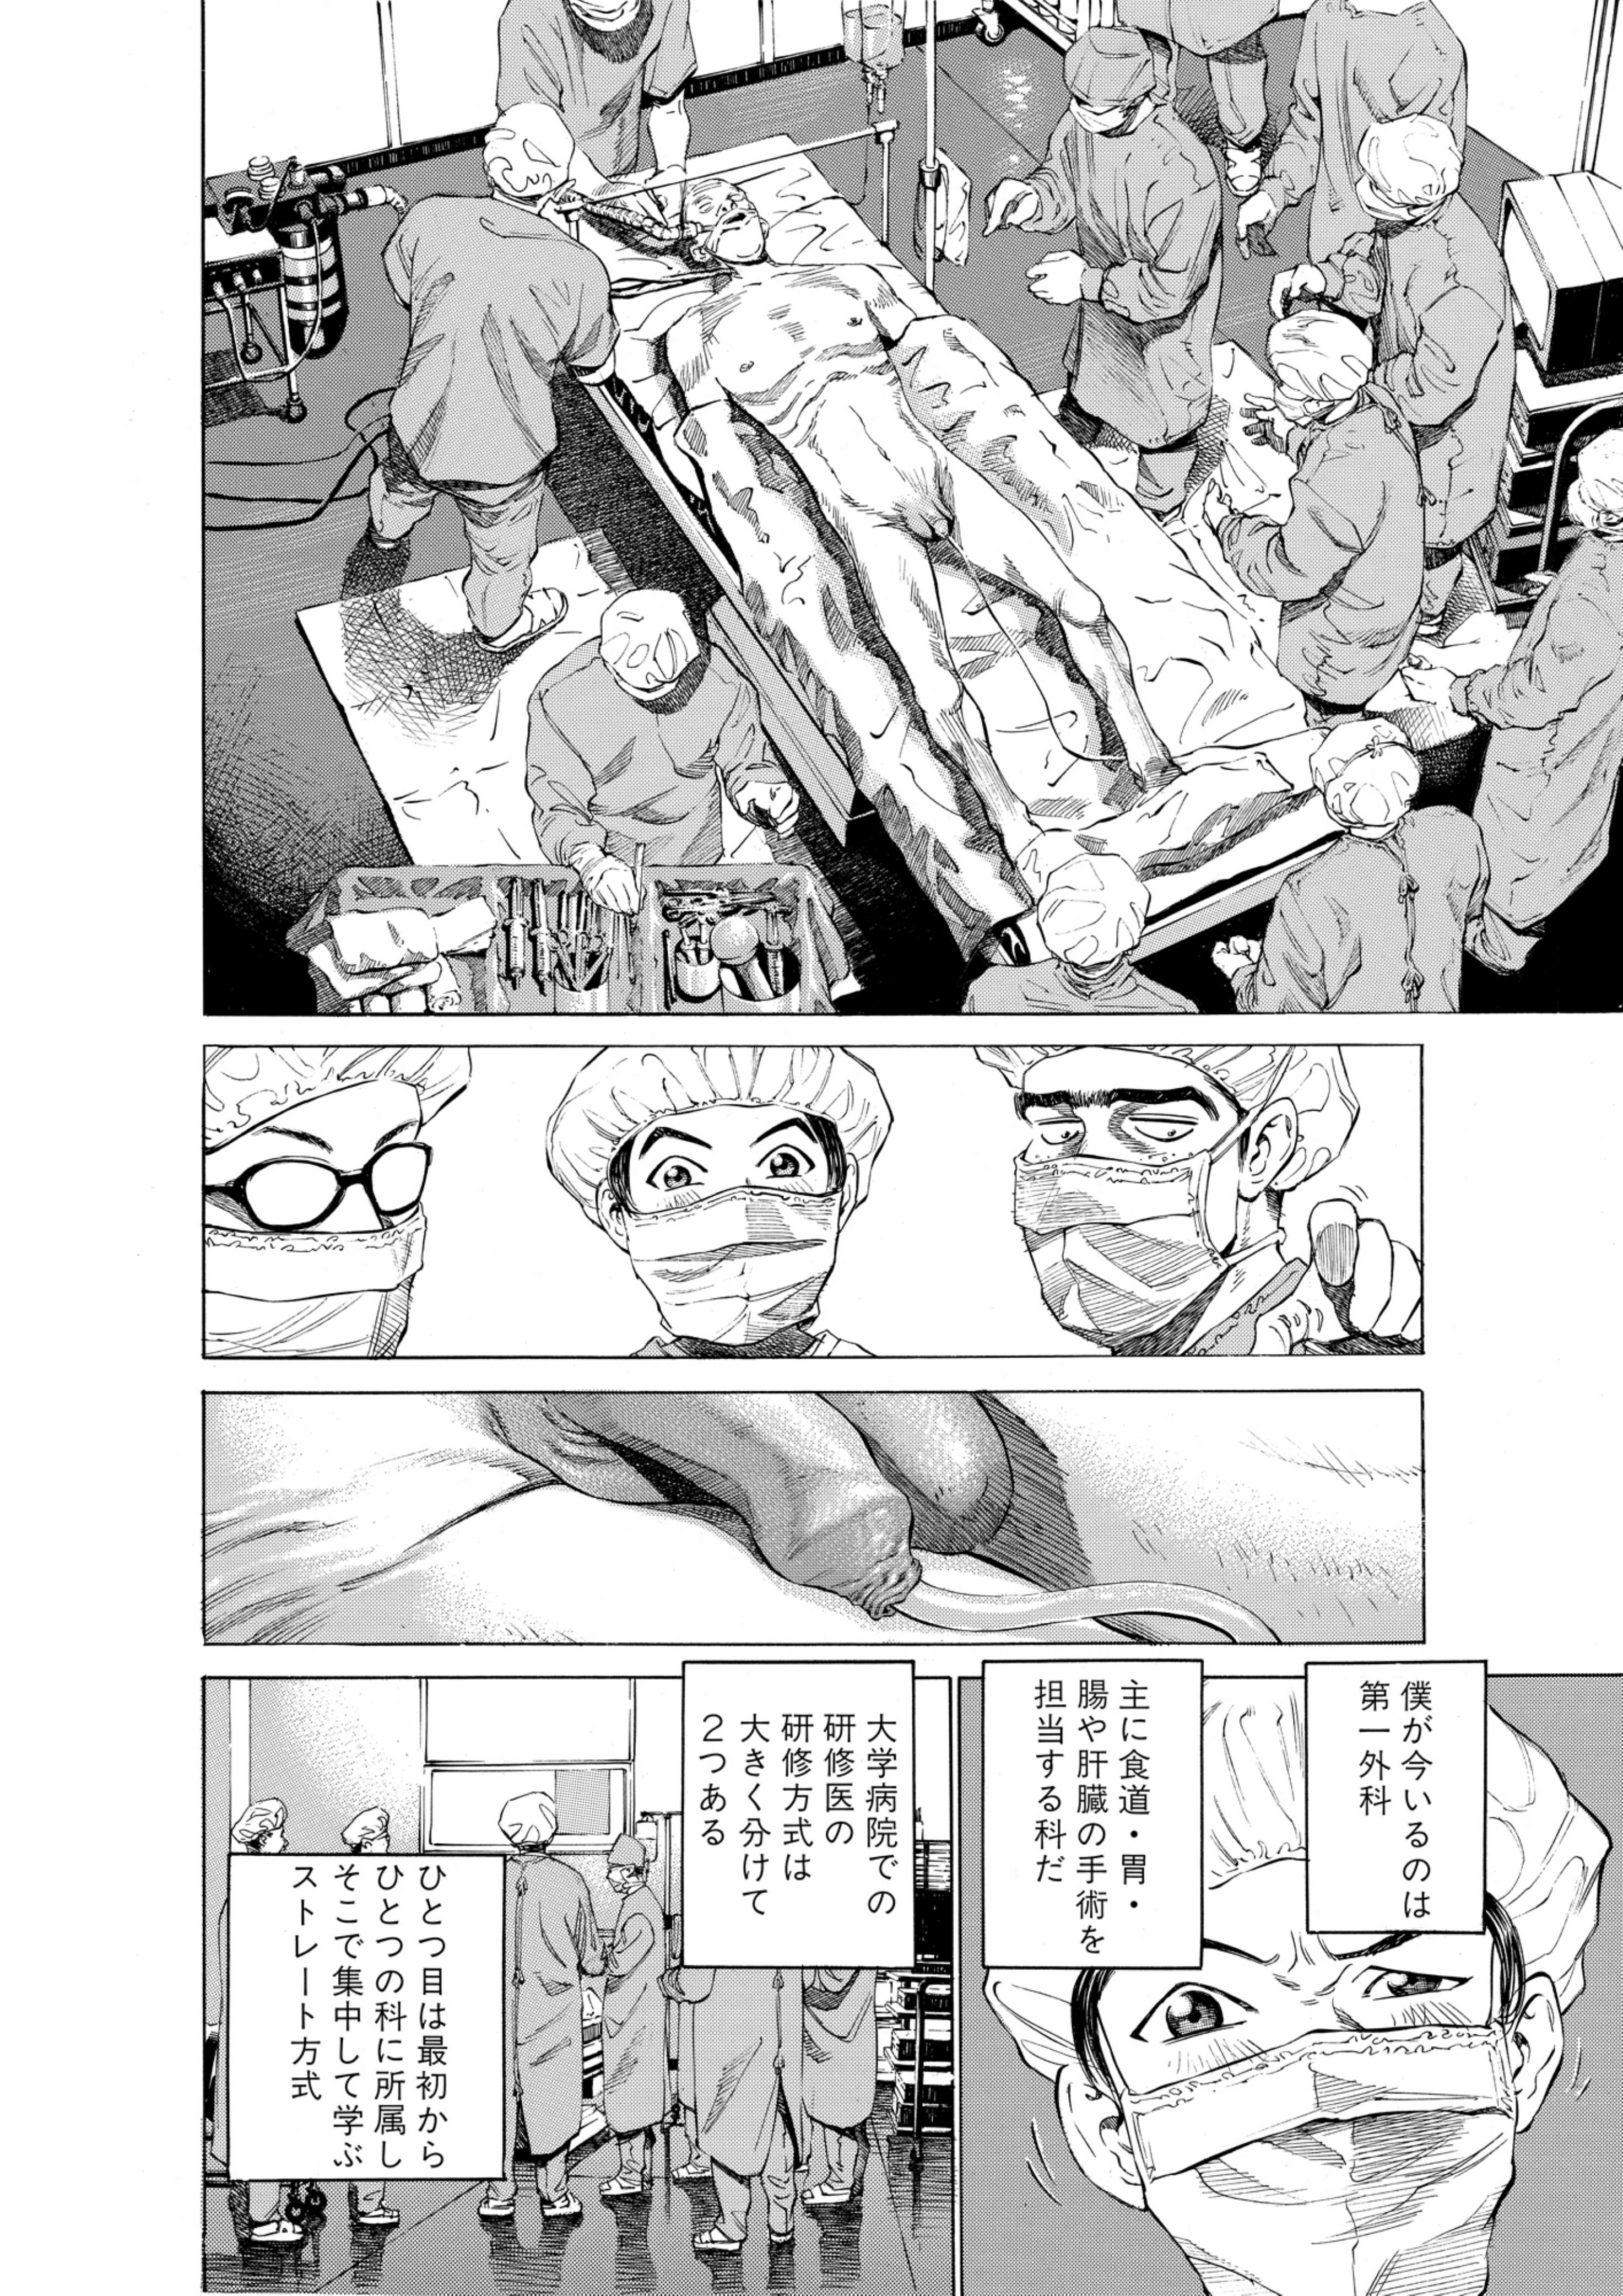 僕が今いるのは
第一外科
主に食道・胃・
腸や肝臓の手術を
担当する科だ
大学病院での
研修医の
研修方式は
大きく分けて
２つある
ひとつ目は最初から
ひとつの科に所属し
そこで集中して学ぶ
ストレート方式